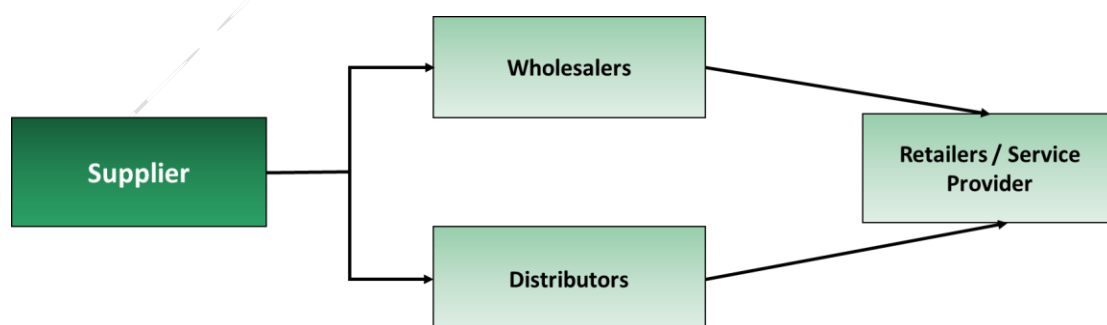 Wholesalers
Supplier
Retailers / Service
Provider
Distributors